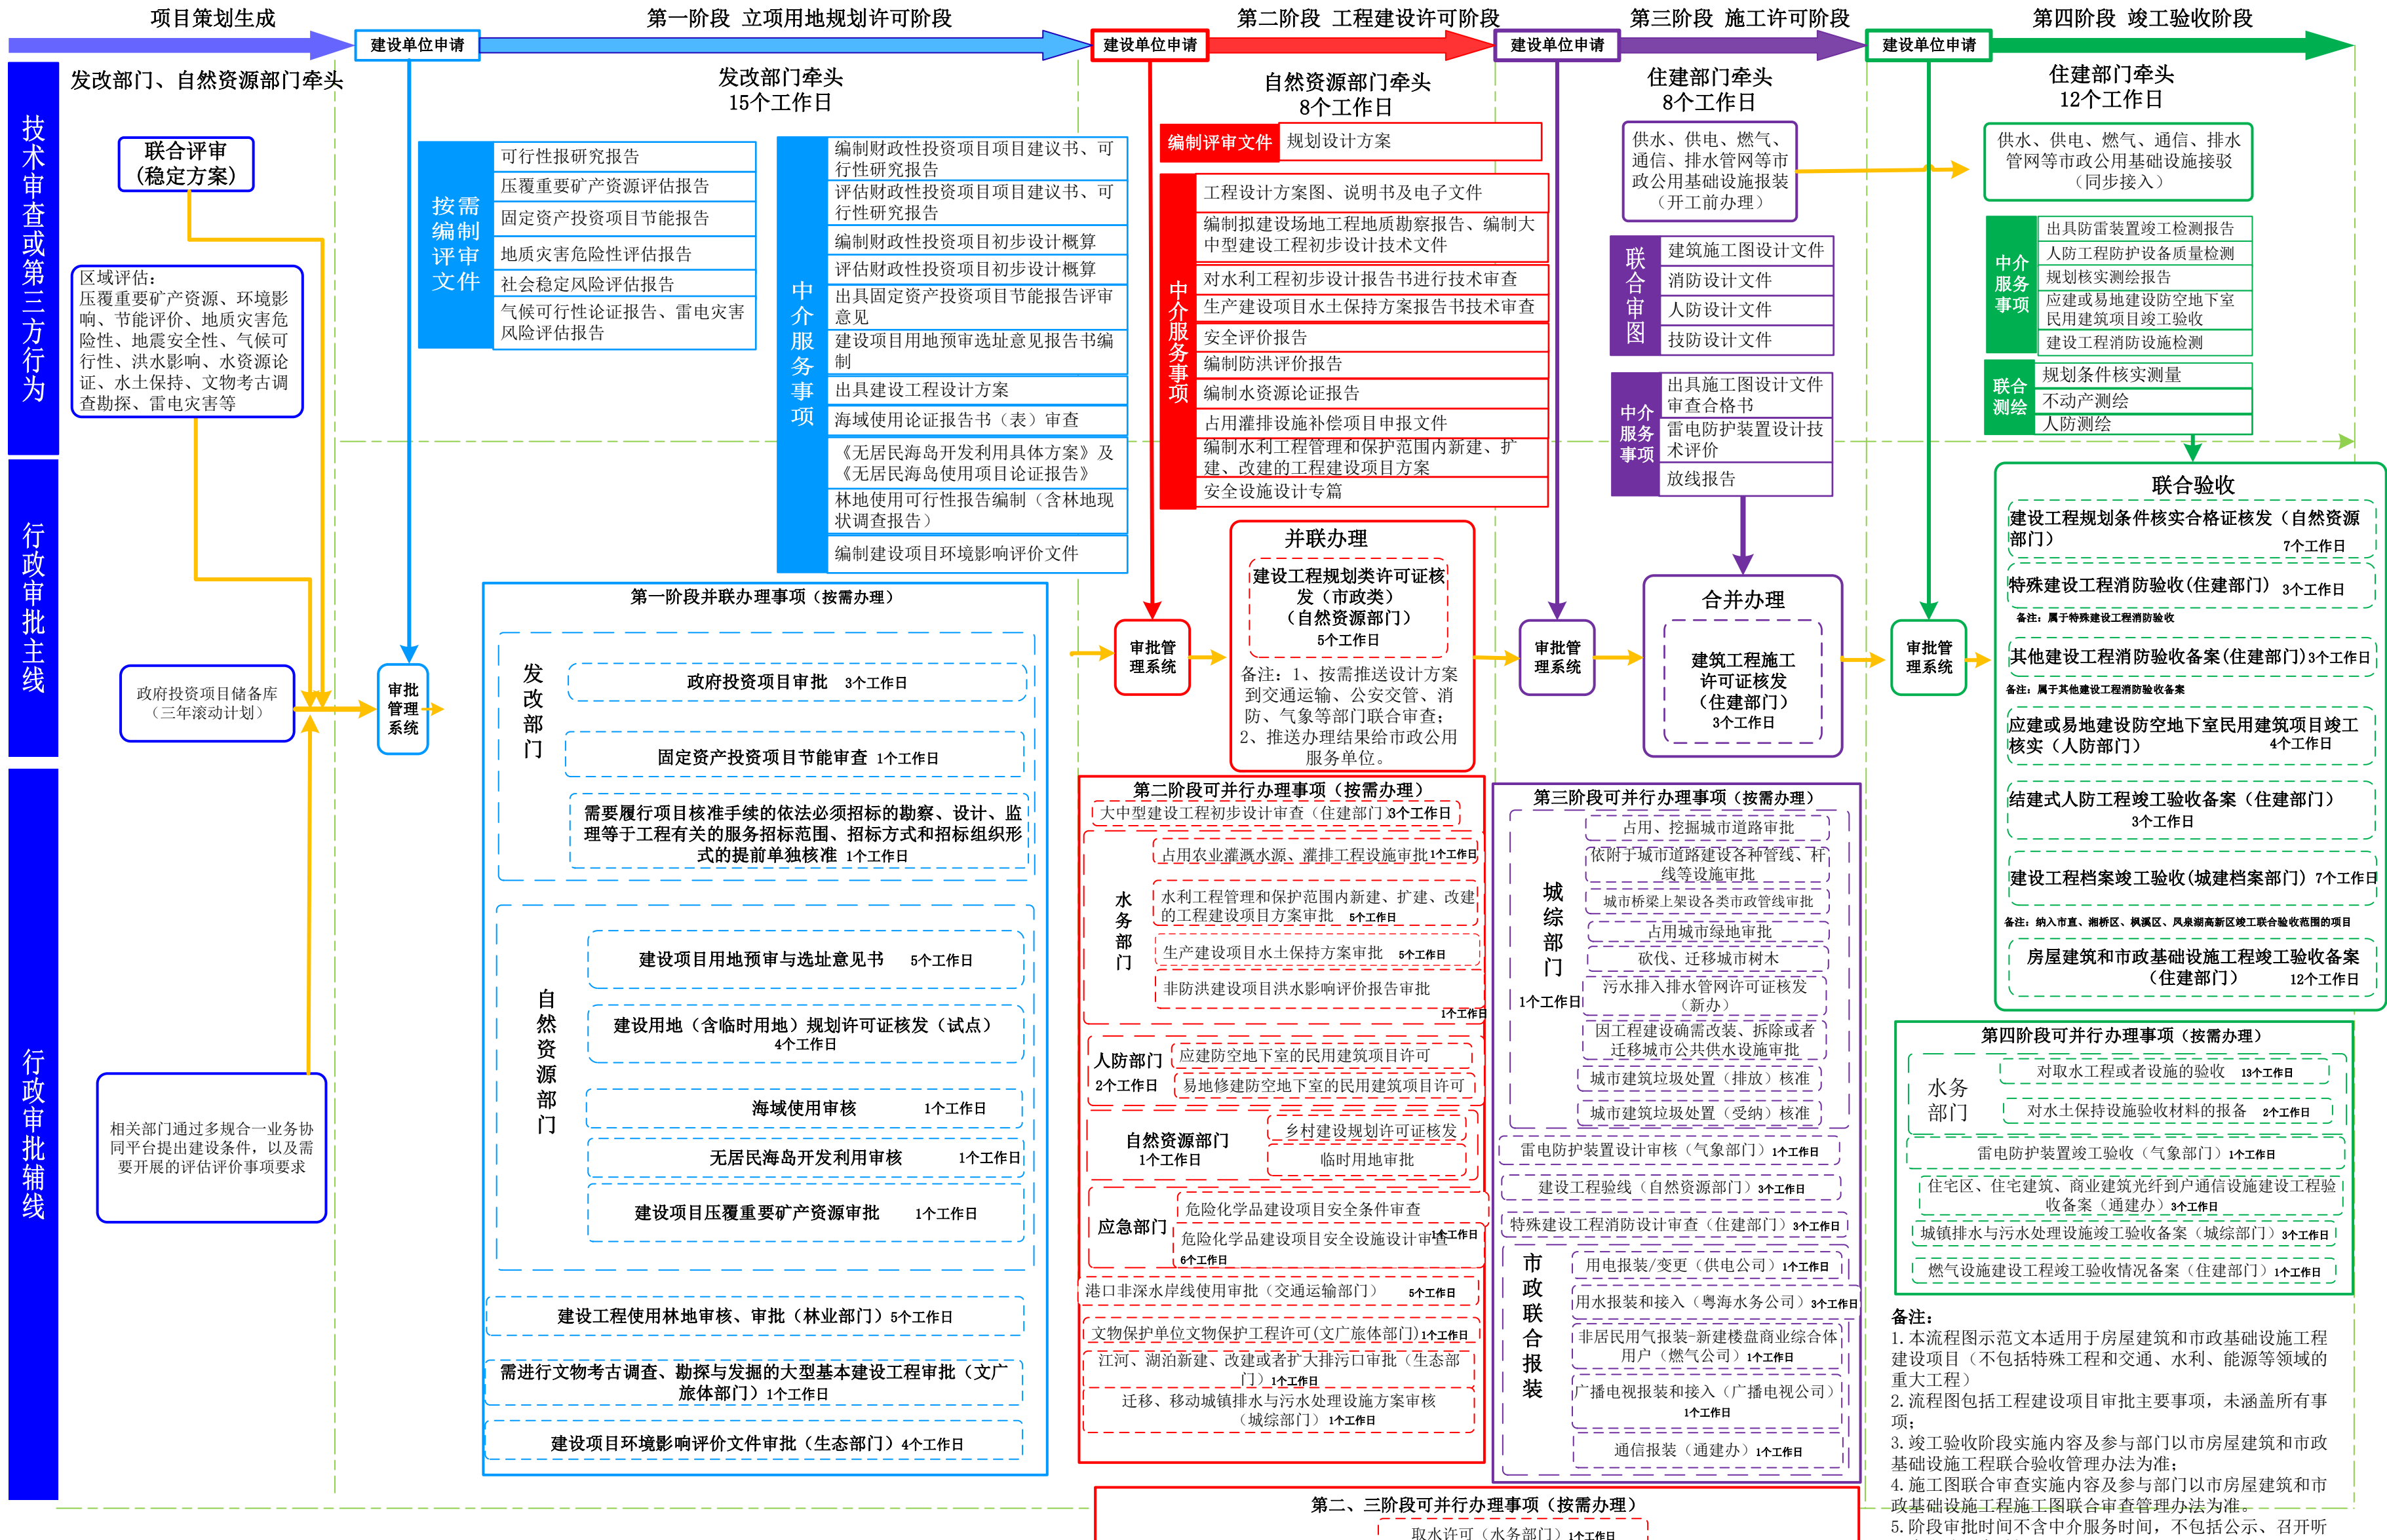 项目策划生成
第一阶段 立项用地规划许可阶段
第二阶段 工程建设许可阶段
第三阶段 施工许可阶段
第四阶段 竣工验收阶段
建设单位申请
建设单位申请
建设单位申请
建设单位申请
技术审查或第三方行为
行政审批主线
行政审批辅线
发改部门、自然资源部门牵头
联合评审
(稳定方案)
区域评估：
压覆重要矿产资源、环境影
响、节能评价、地质灾害危
险性、地震安全性、气候可
行性、洪水影响、水资源论
证、水土保持、文物考古调
查勘探、雷电灾害等
政府投资项目储备库
（三年滚动计划）
相关部门通过多规合一业务协
同平台提出建设条件，以及需
要开展的评估评价事项要求
发改部门牵头
15个工作日
按需
编制
评审
文件
可行性报研究报告
压覆重要矿产资源评估报告
固定资产投资项目节能报告
地质灾害危险性评估报告
社会稳定风险评估报告
气候可行性论证报告、雷电灾害
风险评估报告
中介服务事项
编制财政性投资项目项目建议书、可
行性研究报告
评估财政性投资项目项目建议书、可
行性研究报告
编制财政性投资项目初步设计概算
评估财政性投资项目初步设计概算
出具固定资产投资项目节能报告评审
意见
建设项目用地预审选址意见报告书编
制
出具建设工程设计方案
海域使用论证报告书（表）审查
《无居民海岛开发利用具体方案》及
《无居民海岛使用项目论证报告》
林地使用可行性报告编制（含林地现
状调查报告）
编制建设项目环境影响评价文件
审批
管理
系统
第一阶段并联办理事项（按需办理）
发改部门
政府投资项目审批 3个工作日
固定资产投资项目节能审查 1个工作日
需要履行项目核准手续的依法必须招标的勘察、设计、监
理等于工程有关的服务招标范围、招标方式和招标组织形
式的提前单独核准 1个工作日
自然资源部门
建设项目用地预审与选址意见书 5个工作日
建设用地（含临时用地）规划许可证核发（试点）
4个工作日
海域使用审核 1个工作日
无居民海岛开发利用审核 1个工作日
建设项目压覆重要矿产资源审批 1个工作日
建设工程使用林地审核、审批（林业部门）5个工作日
需进行文物考古调查、勘探与发掘的大型基本建设工程审批（文广
旅体部门）1个工作日
建设项目环境影响评价文件审批（生态部门）4个工作日
自然资源部门牵头
8个工作日
编制评审文件
规划设计方案
中介服务事项
工程设计方案图、说明书及电子文件
编制拟建设场地工程地质勘察报告、编制大
中型建设工程初步设计技术文件
对水利工程初步设计报告书进行技术审查
生产建设项目水土保持方案报告书技术审查
安全评价报告
编制防洪评价报告
编制水资源论证报告
占用灌排设施补偿项目申报文件
编制水利工程管理和保护范围内新建、扩
建、改建的工程建设项目方案
安全设施设计专篇
审批管
理系统
并联办理
建设工程规划类许可证核
发（市政类）
（自然资源部门）
5个工作日
备注：1、按需推送设计方案
到交通运输、公安交管、消
防、气象等部门联合审查；
2、推送办理结果给市政公用
服务单位。
第二阶段可并行办理事项（按需办理）
大中型建设工程初步设计审查（住建部门）3个工作日
水务部门
占用农业灌溉水源、灌排工程设施审批1个工作日
水利工程管理和保护范围内新建、扩建、改建
的工程建设项目方案审批 5个工作日
生产建设项目水土保持方案审批 5个工作日
非防洪建设项目洪水影响评价报告审批
1个工作日
人防部门
2个工作日
应建防空地下室的民用建筑项目许可
易地修建防空地下室的民用建筑项目许可
自然资源部门
1个工作日
乡村建设规划许可证核发
临时用地审批
应急部门
危险化学品建设项目安全条件审查
1个工作日
危险化学品建设项目安全设施设计审查
6个工作日
港口非深水岸线使用审批（交通运输部门） 5个工作日
文物保护单位文物保护工程许可(文广旅体部门)1个工作日
江河、湖泊新建、改建或者扩大排污口审批（生态部
门）1个工作日
迁移、移动城镇排水与污水处理设施方案审核
（城综部门）1个工作日
住建部门牵头
8个工作日
供水、供电、燃气、
通信、排水管网等市
政公用基础设施报装
（开工前办理）
联合审图
建筑施工图设计文件
消防设计文件
人防设计文件
技防设计文件
中介
服务
事项
出具施工图设计文件
审查合格书
雷电防护装置设计技
术评价
放线报告
审批管
理系统
合并办理
建筑工程施工
许可证核发
（住建部门）
3个工作日
第三阶段可并行办理事项（按需办理）
城综部门
1个工作日
占用、挖掘城市道路审批
依附于城市道路建设各种管线、杆
线等设施审批
城市桥梁上架设各类市政管线审批
占用城市绿地审批
砍伐、迁移城市树木
污水排入排水管网许可证核发
（新办）
因工程建设确需改装、拆除或者
迁移城市公共供水设施审批
城市建筑垃圾处置（排放）核准
城市建筑垃圾处置（受纳）核准
雷电防护装置设计审核（气象部门）1个工作日
建设工程验线（自然资源部门）3个工作日
特殊建设工程消防设计审查（住建部门）3个工作日
市政联合报装
用电报装/变更（供电公司）1个工作日
用水报装和接入（粤海水务公司）3个工作日
非居民用气报装-新建楼盘商业综合体
用户（燃气公司）1个工作日
广播电视报装和接入（广播电视公司）
1个工作日
通信报装（通建办）1个工作日
第二、三阶段可并行办理事项（按需办理）
取水许可（水务部门）1个工作日
住建部门牵头
12个工作日
供水、供电、燃气、通信、排水
管网等市政公用基础设施接驳
（同步接入）
中介
服务
事项
出具防雷装置竣工检测报告
人防工程防护设备质量检测
规划核实测绘报告
应建或易地建设防空地下室
民用建筑项目竣工验收
建设工程消防设施检测
联合
测绘
规划条件核实测量
不动产测绘
人防测绘
审批管
理系统
联合验收
建设工程规划条件核实合格证核发（自然资源
部门） 7个工作日
特殊建设工程消防验收(住建部门) 3个工作日
备注：属于特殊建设工程消防验收
其他建设工程消防验收备案(住建部门)3个工作日
备注：属于其他建设工程消防验收备案
应建或易地建设防空地下室民用建筑项目竣工
核实（人防部门） 4个工作日
结建式人防工程竣工验收备案（住建部门）
3个工作日
建设工程档案竣工验收(城建档案部门) 7个工作日
备注：纳入市直、湘桥区、枫溪区、凤泉湖高新区竣工联合验收范围的项目
房屋建筑和市政基础设施工程竣工验收备案
（住建部门） 12个工作日
第四阶段可并行办理事项（按需办理）
水务
部门
对取水工程或者设施的验收 13个工作日
对水土保持设施验收材料的报备 2个工作日
雷电防护装置竣工验收（气象部门）1个工作日
住宅区、住宅建筑、商业建筑光纤到户通信设施建设工程验
收备案（通建办）3个工作日
城镇排水与污水处理设施竣工验收备案（城综部门）3个工作日
燃气设施建设工程竣工验收情况备案（住建部门）1个工作日
备注：
1.本流程图示范文本适用于房屋建筑和市政基础设施工程
建设项目（不包括特殊工程和交通、水利、能源等领域的
重大工程）
2.流程图包括工程建设项目审批主要事项，未涵盖所有事
项；
3.竣工验收阶段实施内容及参与部门以市房屋建筑和市政
基础设施工程联合验收管理办法为准；
4.施工图联合审查实施内容及参与部门以市房屋建筑和市
政基础设施工程施工图联合审查管理办法为准。
5.阶段审批时间不含中介服务时间，不包括公示、召开听